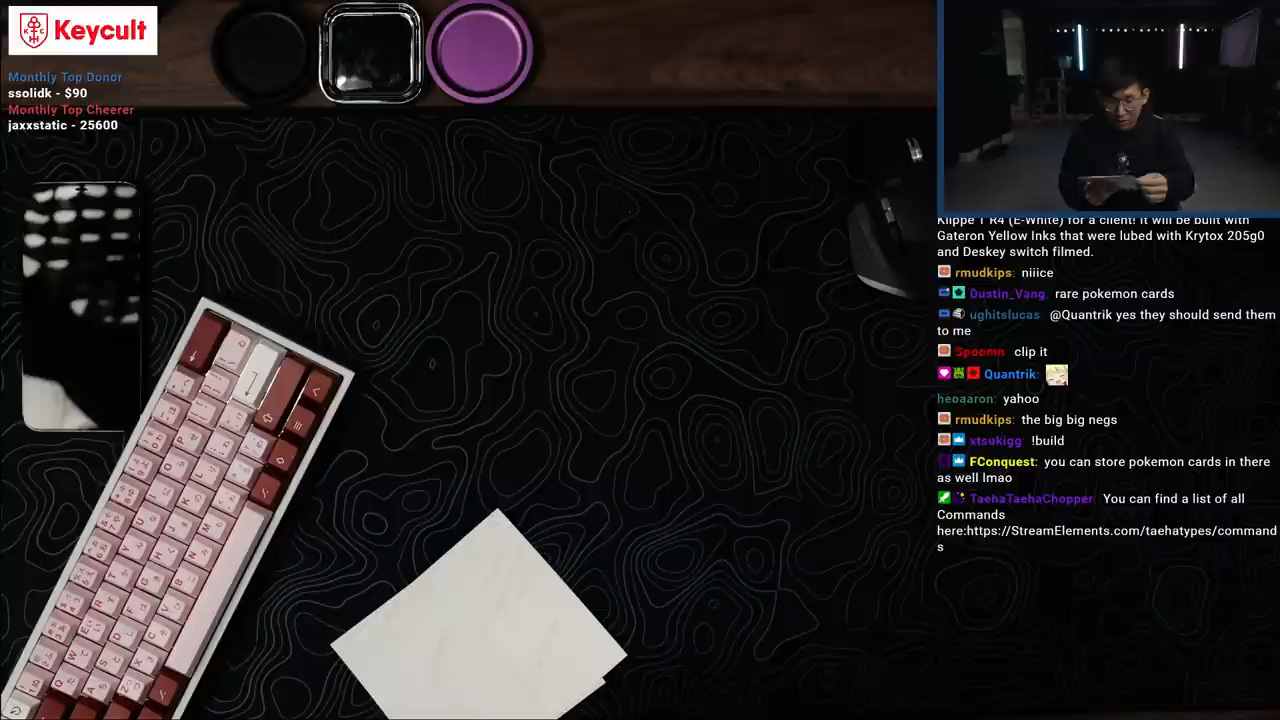 Keycult
Monthly Top Donor
ssolidk - $90
Monthly Top Cheerer
jaxxstatic - 25600
Klippe T R4 (E-White) for a client! It will be built with
Gateron Yellow Inks that were lubed with Krytox 205g0
and Deskey switch filmed.
rmudkips: niiice
Dustin_Vang: rare pokemon cards
ughitslucas: @Quantrik yes they should send them
to me
Spocmn: clip it
Quantrik:
heoaaron: yahoo
rmudkips: the big big negs
xtsukigg: !build
FConquest: you can store pokemon cards in there
as well lmao
TaehaTaehaChopper: You can find a list of all
Commands
here:https://StreamElements.com/taehatypes/command
s